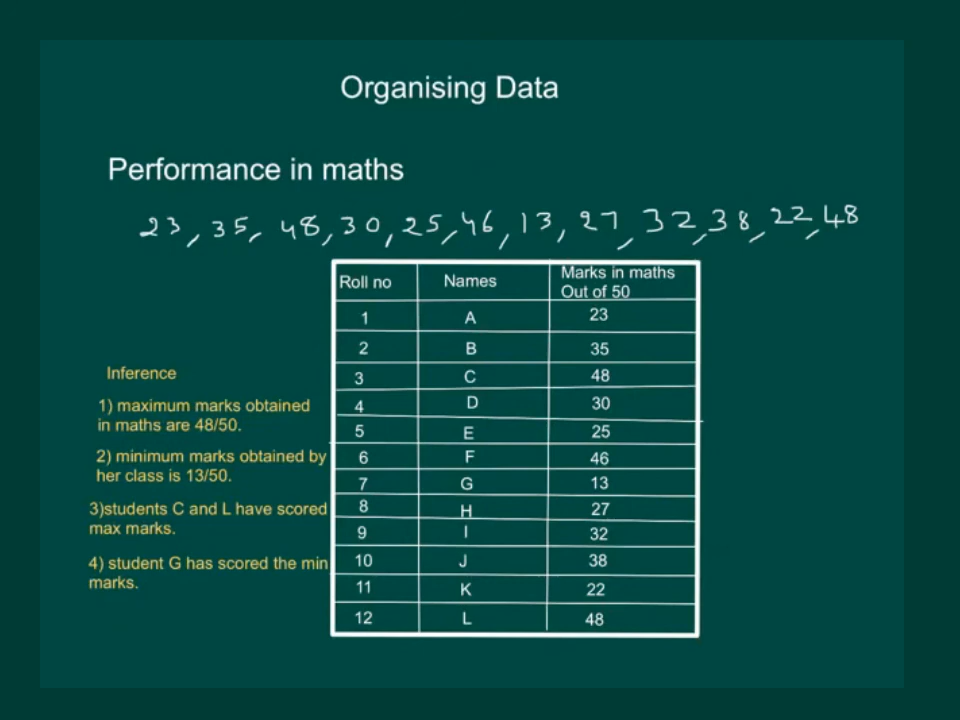 Organising Data
Performance in maths
23, 35, 48, 30, 25, 46, 13, 27, 32, 38, 22, 48
Roll no Names Marks in maths Out of 50
1 A 23
2 B 35
3 C 48
4 D 30
5 E 25
6 F 46
7 G 13
8 H 27
9 I 32
10 J 38
11 K 22
12 L 48
Inference
1) maximum marks obtained
in maths are 48/50.
2) minimum marks obtained by
her class is 13/50.
3)students C and L have scored
max marks.
4) student G has scored the min
marks.